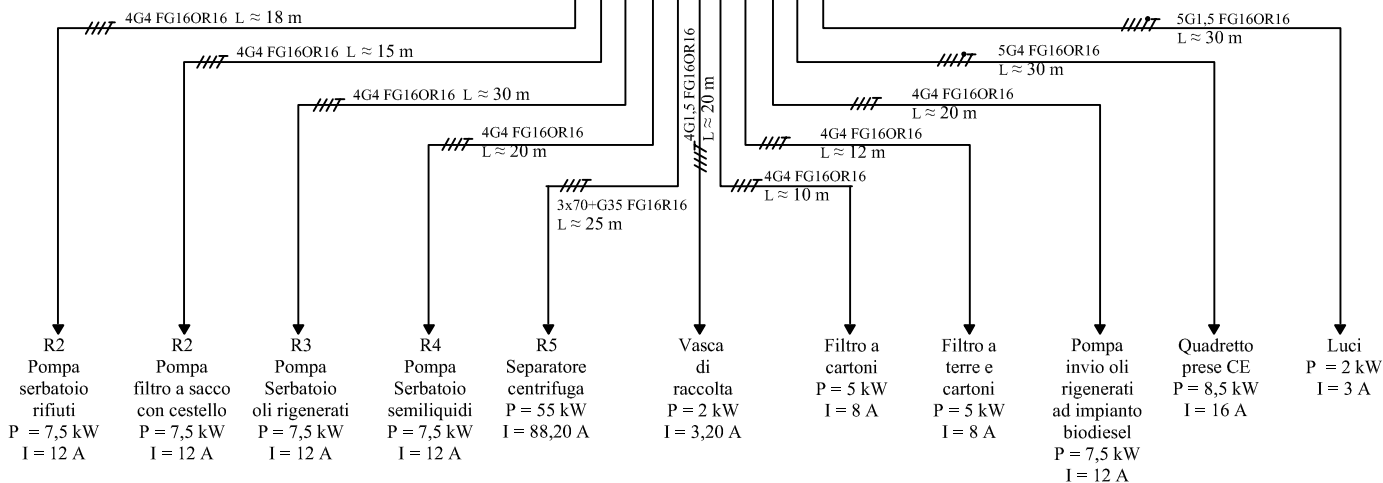 4G4 FG16OR16 L ≈ 18 m
4G4 FG16OR16 L ≈ 15 m
4G4 FG16OR16 L ≈ 30 m
4G4 FG16OR16
L ≈ 20 m
3x70+G35 FG16R16
L ≈ 25 m
4G1,5 FG16OR16
L ≈ 20 m
4G4 FG16OR16
L ≈ 10 m
4G4 FG16OR16
L ≈ 12 m
4G4 FG16OR16
L ≈ 20 m
5G4 FG16OR16
L ≈ 30 m
5G1,5 FG16OR16
L ≈ 30 m
R2
Pompa
serbatoio
rifiuti
P = 7,5 kW
I = 12 A
R2
Pompa
filtro a sacco
con cestello
P = 7,5 kW
I = 12 A
R3
Pompa
Serbatoio
oli rigenerati
P = 7,5 kW
I = 12 A
R4
Pompa
Serbatoio
semiliquidi
P = 7,5 kW
I = 12 A
R5
Separatore
centrifuga
P = 55 kW
I = 88,20 A
Vasca
di
raccolta
P = 2 kW
I = 3,20 A
Filtro a
cartoni
P = 5 kW
I = 8 A
Filtro a
terre e
cartoni
P = 5 kW
I = 8 A
Pompa
invio oli
rigenerati
ad impianto
biodiesel
P = 7,5 kW
I = 12 A
Quadretto
prese CE
P = 8,5 kW
I = 16 A
Luci
P = 2 kW
I = 3 A